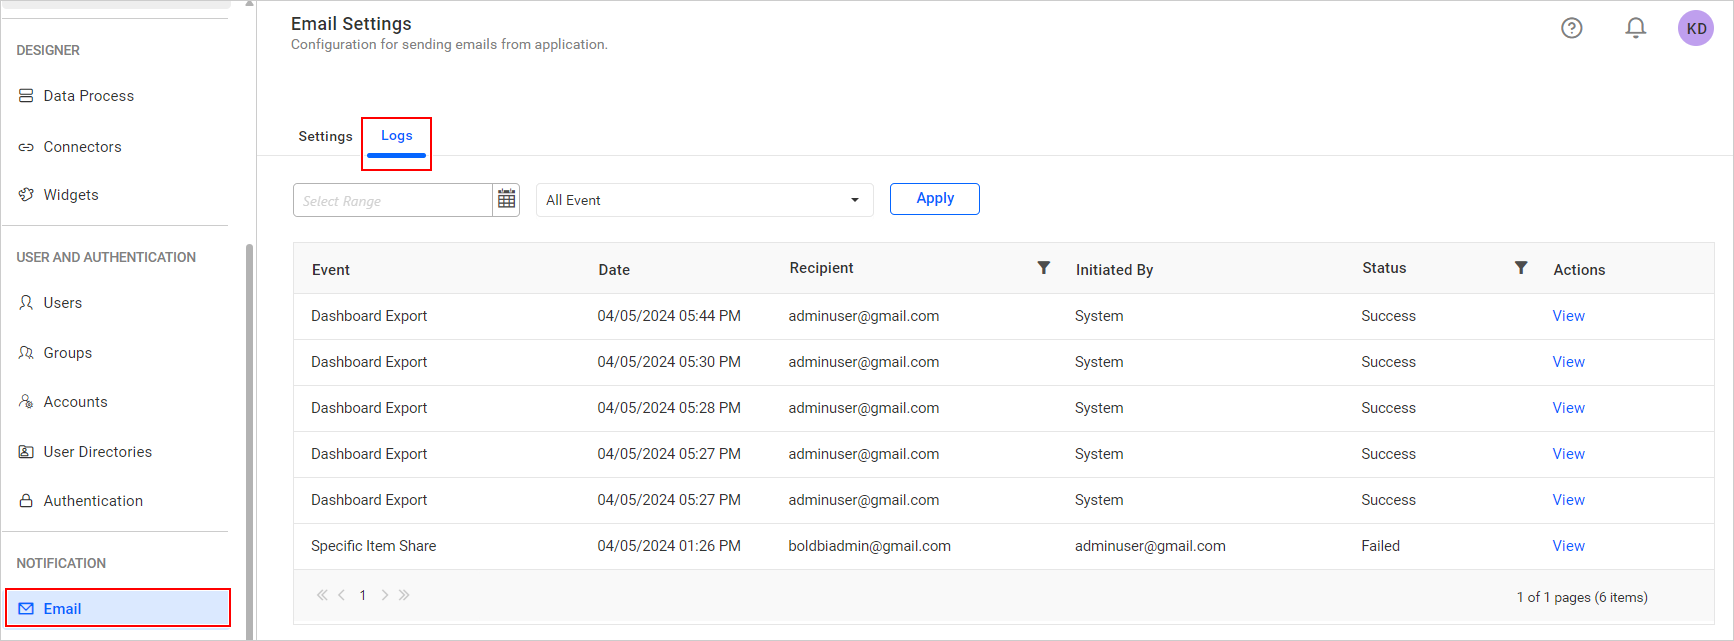 DESIGNER
Data Process
Connectors
Widgets
USER AND AUTHENTICATION
Users
Groups
Accounts
User Directories
Authentication
NOTIFICATION
Email
Email Settings
Configuration for sending emails from application.
KD
Settings Logs
Select Range All Event Apply
Event Date Recipient Initiated By Status Actions
Dashboard Export 04/05/2024 05:44 PM adminuser@gmail.com System Success View
Dashboard Export 04/05/2024 05:30 PM adminuser@gmail.com System Success View
Dashboard Export 04/05/2024 05:28 PM adminuser@gmail.com System Success View
Dashboard Export 04/05/2024 05:27 PM adminuser@gmail.com System Success View
Dashboard Export 04/05/2024 05:27 PM adminuser@gmail.com System Success View
Specific Item Share 04/05/2024 01:26 PM boldbiadmin@gmail.com adminuser@gmail.com Failed View
1
1 of 1 pages (6 items)